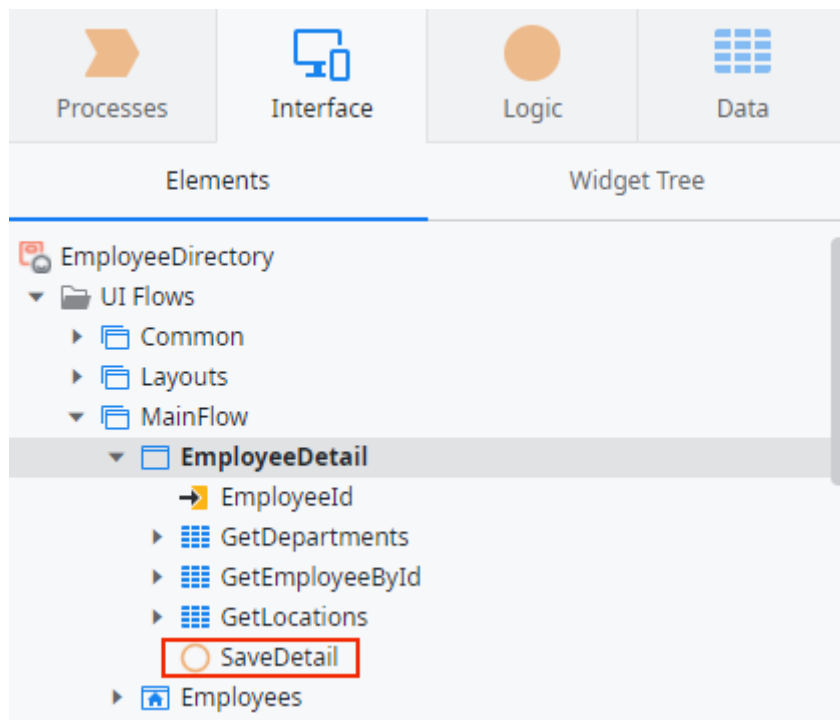 Processes Interface Logic Data
Elements Widget Tree
EmployeeDirectory
UI Flows
Common
Layouts
MainFlow
EmployeeDetail
EmployeeId
GetDepartments
GetEmployeeById
GetLocations
SaveDetail
Employees